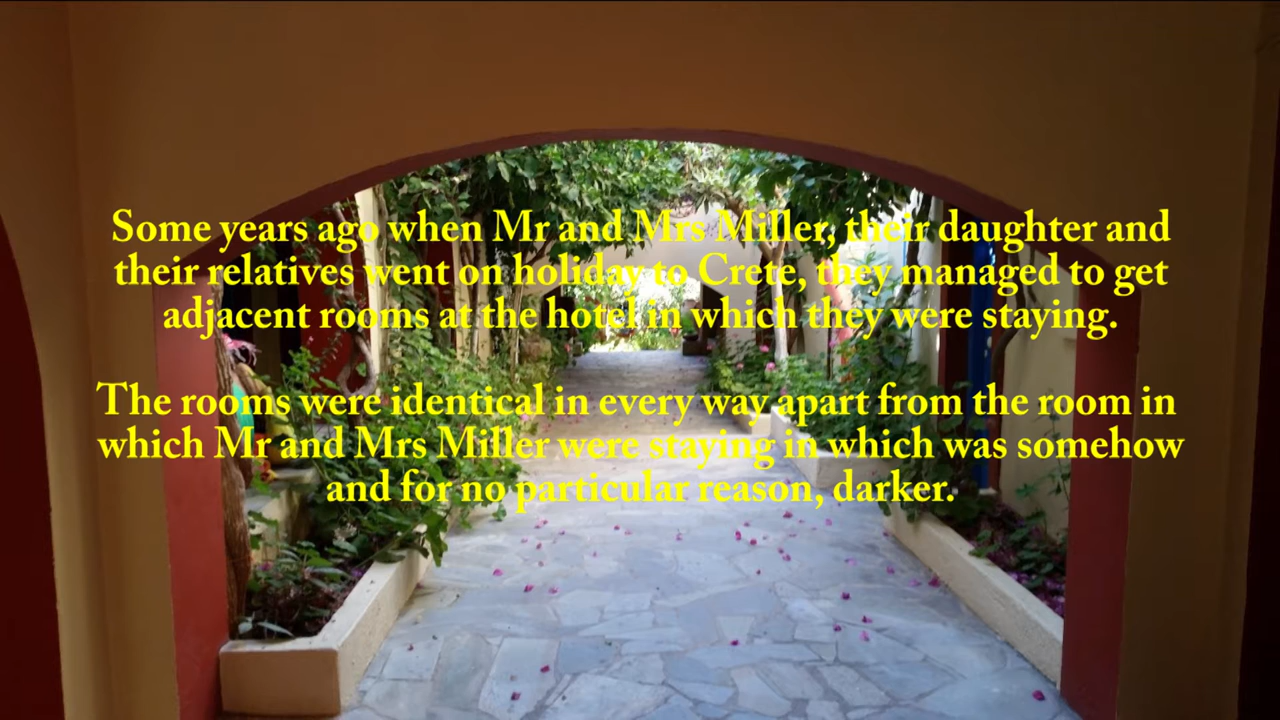 Some years ago when Mr and Mrs Miller, their daughter and
their relatives went on holiday to Crete, they managed to get
adjacent rooms at the hotel in which they were staying.
The rooms were identical in every way apart from the room in
which Mr and Mrs Miller were staying in which was somehow
and for no particular reason, darker.